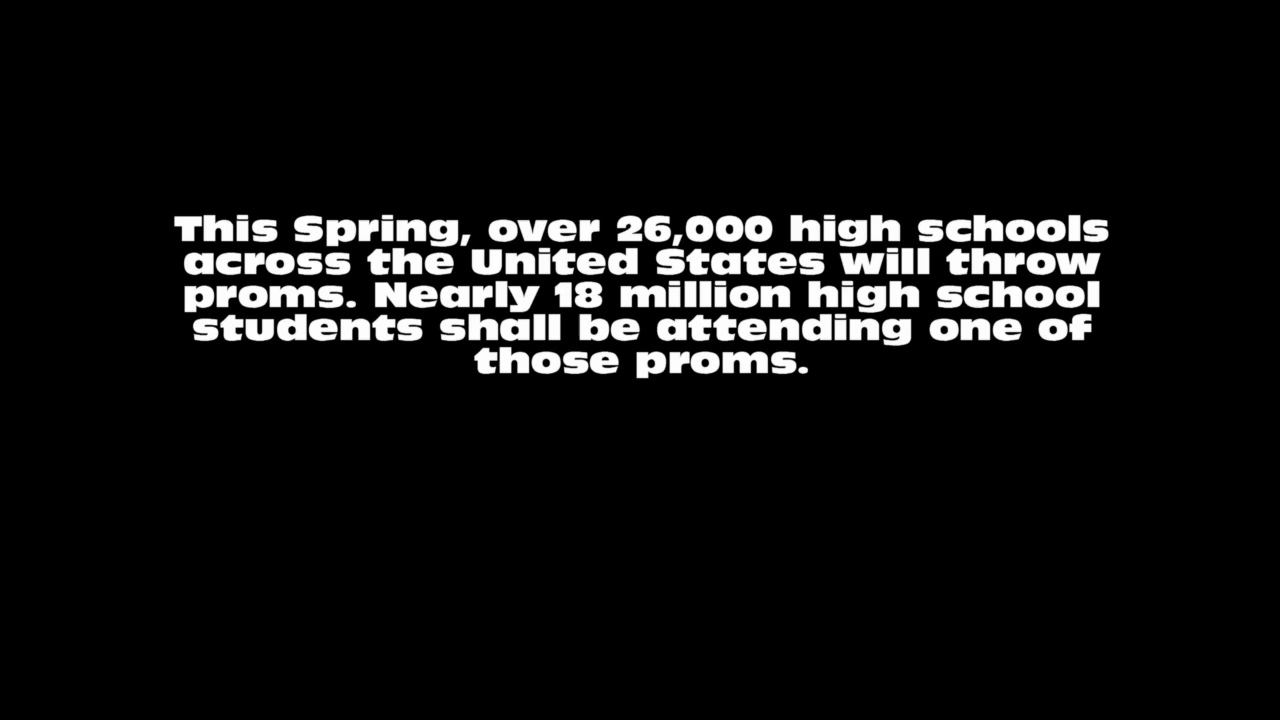 This Spring, over 26,000 high schools
across the United States will throw
proms. Nearly 18 million high school
students shall be attending one of
those proms.